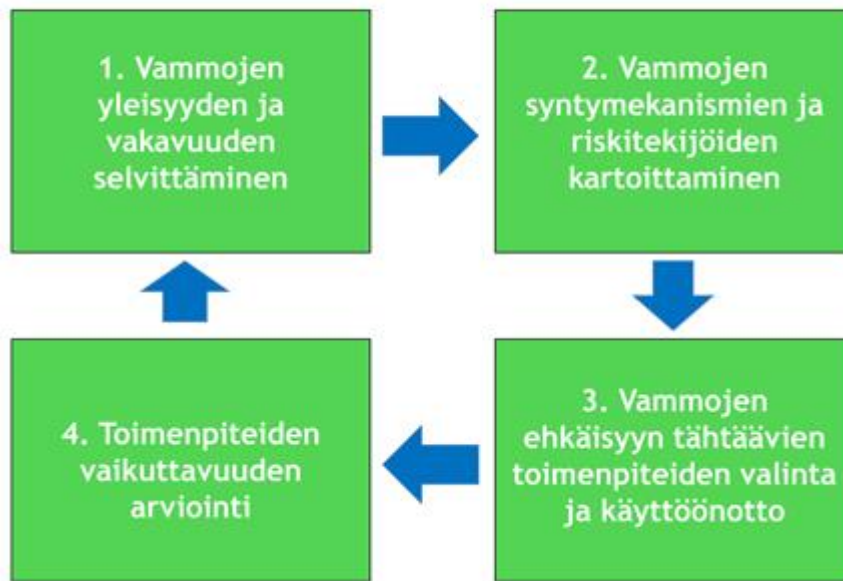 1. Vammojen
yleisyyden ja
vakavuuden
selvittäminen
2. Vammojen
syntymekanismien ja
riskitekijöiden
kartoittaminen
3. Vammojen
ehkäisyyn tähtäävien
toimenpiteiden valinta
ja käyttöönotto
4. Toimenpiteiden
vaikuttavuuden
arviointi